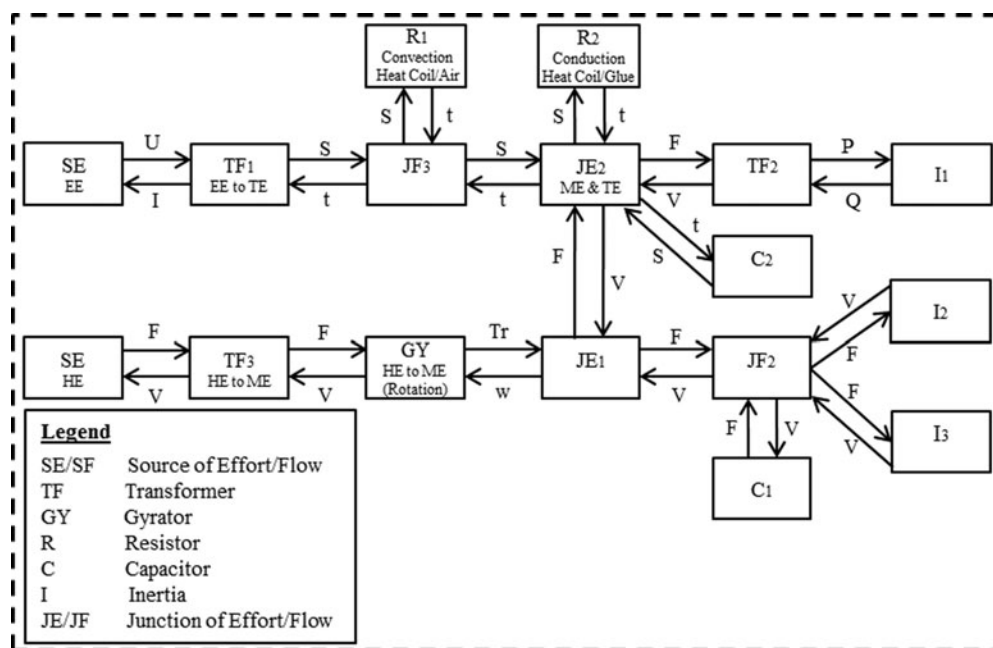 R1
Convection
Heat Coil/Air
R2
Conduction
Heat Coil/Glue
S
t
S
t
SE
EE
U
I
TF1
EE to TE
S
t
JF3
S
t
JE2
ME & TE
F
V
TF2
P
Q
I1
t
S
C2
F
V
SE
HE
F
V
TF3
HE to ME
F
V
GY
HE to ME
(Rotation)
Tr
w
JE1
F
V
JF2
V
F
I2
F
V
I3
F
V
C1
Legend
SE/SF Source of Effort/Flow
TF Transformer
GY Gyrator
R Resistor
C Capacitor
I Inertia
JE/JF Junction of Effort/Flow